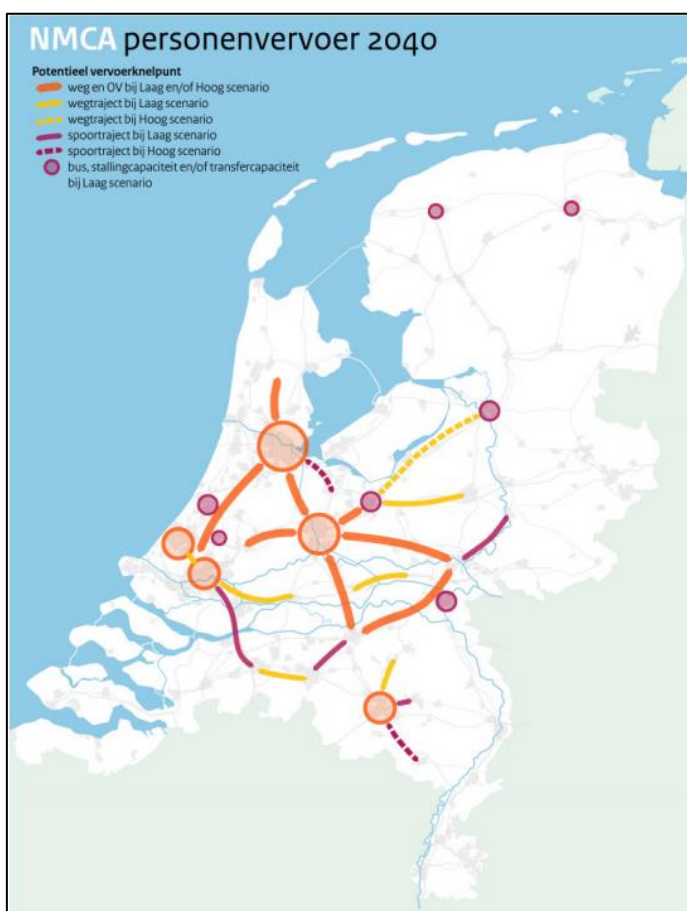 NMCA personenvervoer 2040
Potentieel vervoerknelpunt
weg en OV bij Laag en/of Hoog scenario
wegtraject bij Laag scenario
wegtraject bij Hoog scenario
spoortraject bij Laag scenario
spoortraject bij Hoog scenario
bus, stallingcapaciteit en/of transfercapaciteit
bij Laag scenario